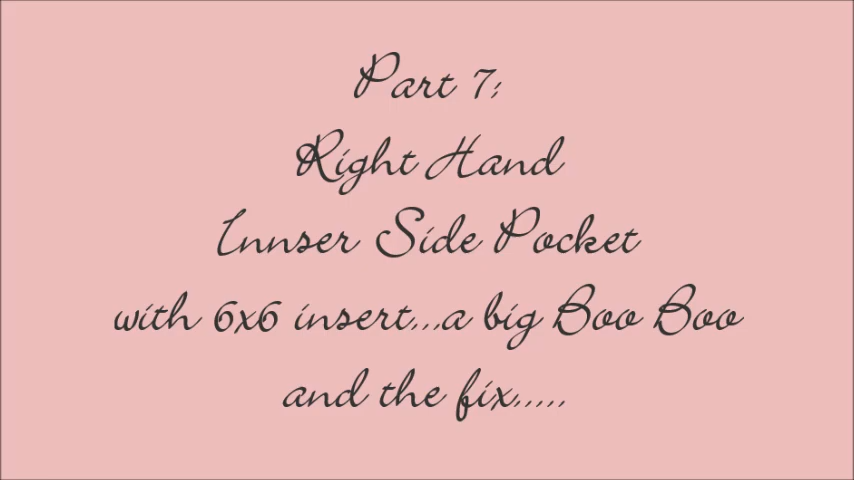 Part 7:
Right Hand
Innser Side Pocket
with 6x6 insert...a big Boo Boo
and the fix.....